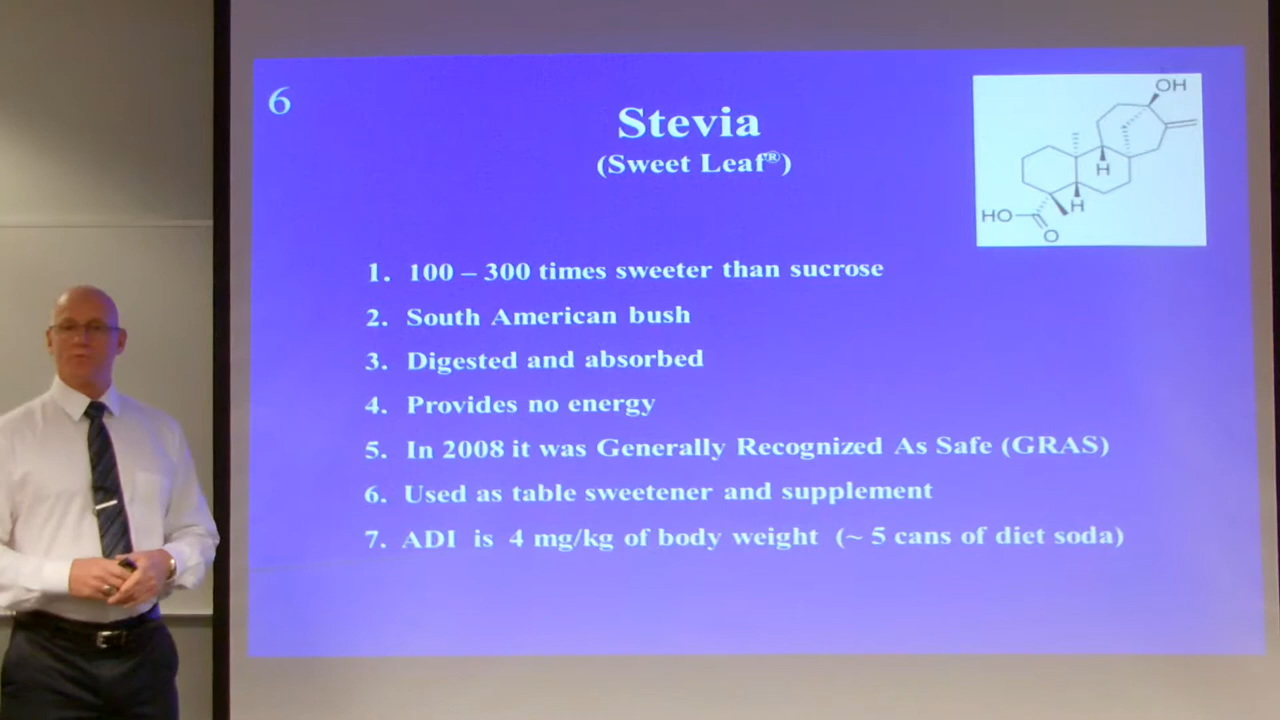 6
Stevia
(Sweet Leaf®)
OH
H
H
HO
O
1. 100 – 300 times sweeter than sucrose
2. South American bush
3. Digested and absorbed
4. Provides no energy
5. In 2008 it was Generally Recognized As Safe (GRAS)
6. Used as table sweetener and supplement
7. ADI is 4 mg/kg of body weight (~ 5 cans of diet soda)